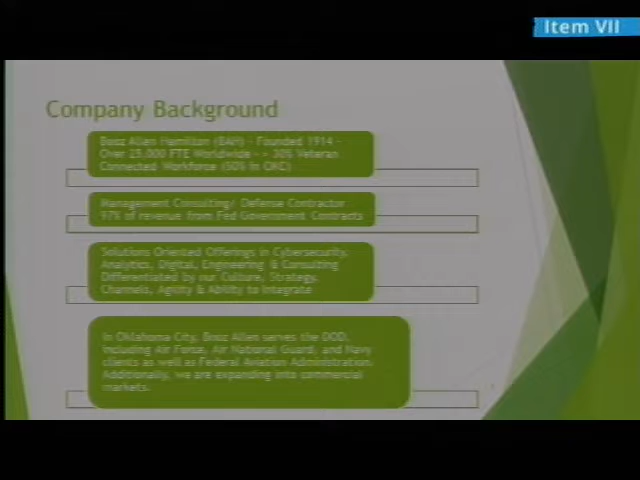 Item VII
Company Background
Booz Allen Hamilton (BAH) - Founded 1914 -
Over 25,000 FTE Worldwide - > 30% Veteran
Connected Workforce (50% in OKC)
Management Consulting/ Defense Contractor
97% of revenue from Fed Government Contracts
Solutions Oriented Offerings in Cybersecurity,
Analytics, Digital, Engineering & Consulting
Differentiated by our Culture, Strategy,
Channels, Agility & Ability to Integrate
In Oklahoma City, Booz Allen serves the DOD,
including Air Force, Air National Guard, and Navy
clients as well as Federal Aviation Administration.
Additionally, we are expanding into commercial
markets.